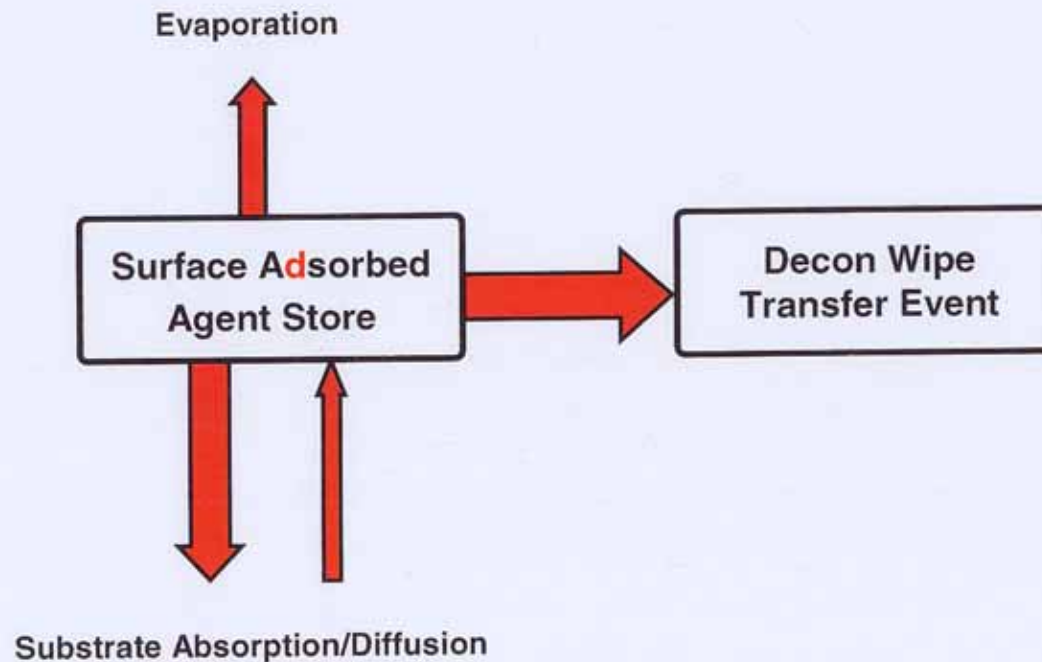 Evaporation
Surface Adsorbed
Agent Store
Decon Wipe
Transfer Event
Substrate Absorption/Diffusion